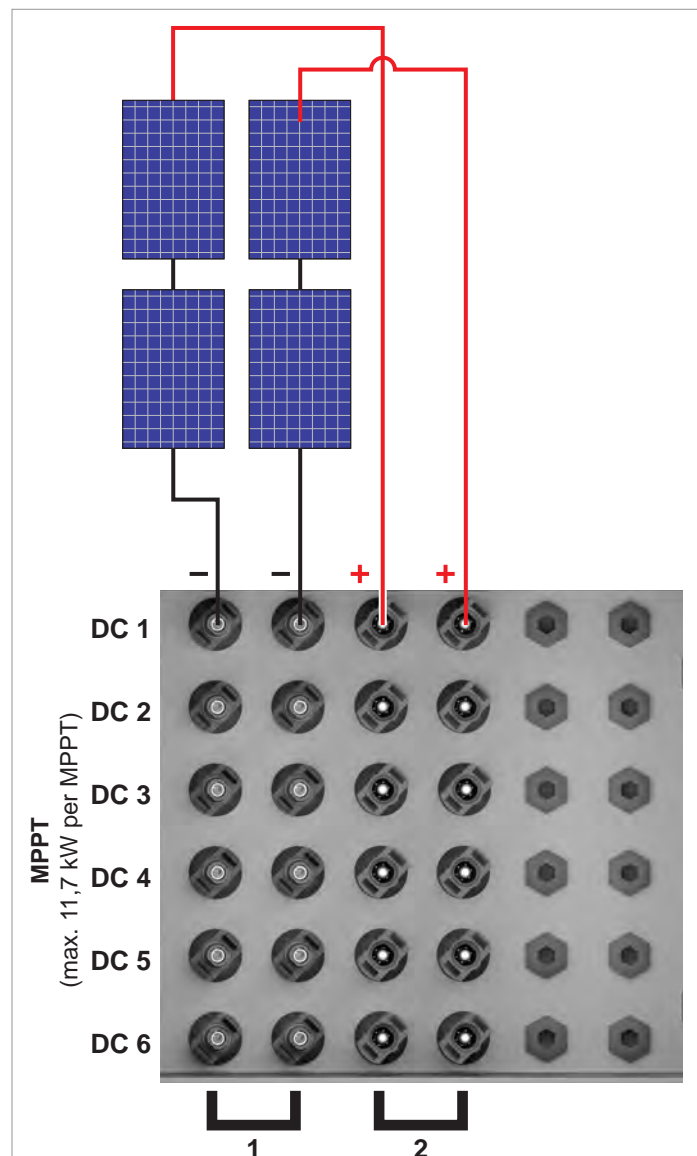 − − + +
DC 1
DC 2
DC 3
DC 4
DC 5
DC 6
MPPT
(max. 11,7 kW per MPPT)
1 2